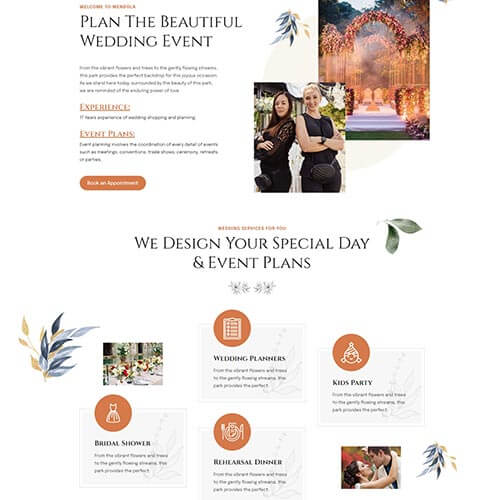 WELCOME TO WENDOLA
PLAN THE BEAUTIFUL
WEDDING EVENT
From the vibrant flowers and trees to the gently flowing streams,
this park provides the perfect backdrop for this joyous occasion.
As we stand here today, surrounded by the beauty of this park,
we are reminded of the enduring power of love
EXPERIENCE:
17 Years experience of wedding shopping and planning
EVENT PLANS:
Event planning involves the coordination of every detail of events
such as meetings, conventions, trade shows, ceremony, retreats
or parties.
Book an Appointment
WEDDING SERVICES FOR YOU
WE DESIGN YOUR SPECIAL DAY
& EVENT PLANS
WEDDING PLANNERS
From the vibrant flowers and trees
to the gently flowing streams, this
park provides the perfect
KIDS PARTY
From the vibrant flowers and trees
to the gently flowing streams, this
park provides the perfect
BRIDAL SHOWER
From the vibrant flowers and trees
to the gently flowing streams, this
park provides the perfect
REHEARSAL DINNER
From the vibrant flowers and trees
to the gently flowing streams, this
park provides the perfect